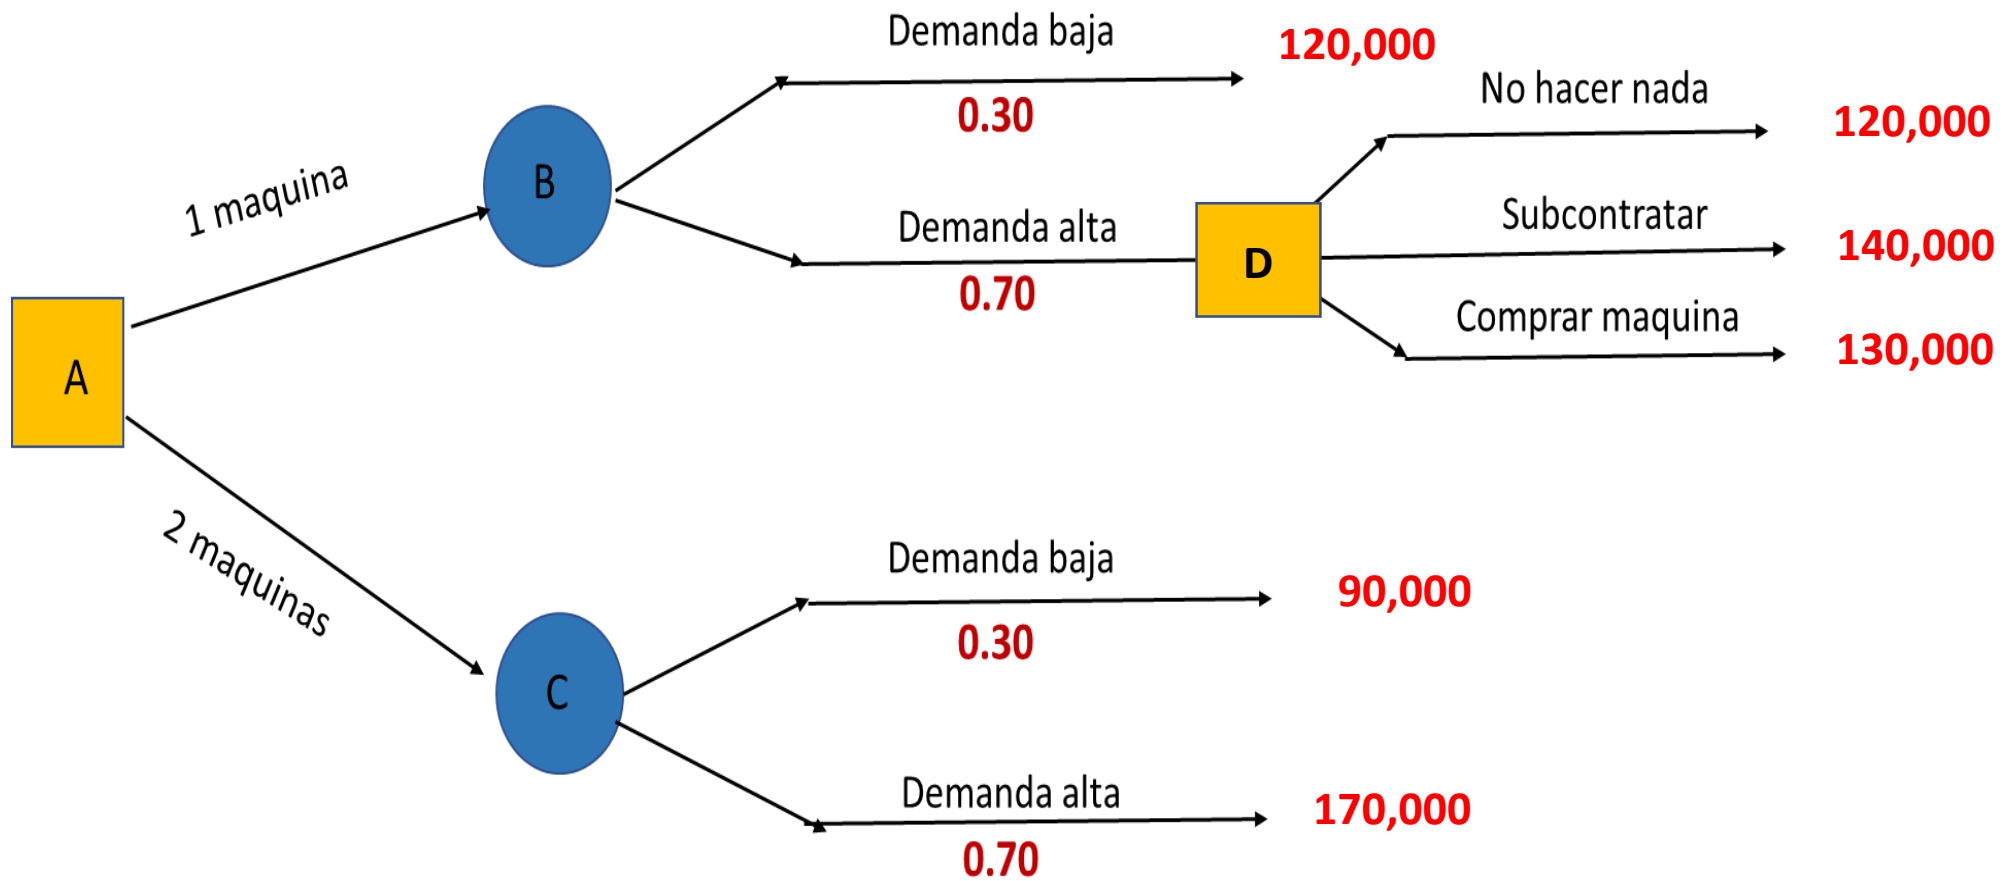 Demanda baja
120,000
0.30
No hacer nada
120,000
1 maquina
B
Demanda alta
0.70
D
Subcontratar
140,000
Comprar maquina
130,000
A
2 maquinas
C
Demanda baja
90,000
0.30
Demanda alta
170,000
0.70